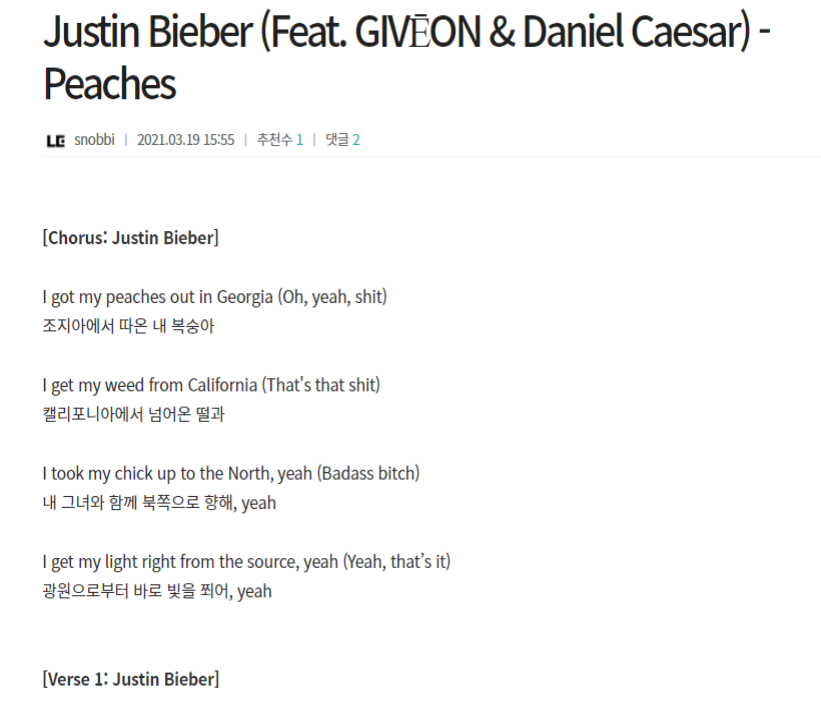 Justin Bieber (Feat. GIVĒON & Daniel Caesar) -
Peaches
LE snobbi | 2021.03.19 15:55 | 추천수 1 | 댓글 2
[Chorus: Justin Bieber]
I got my peaches out in Georgia (Oh, yeah, shit)
조지아에서 따온 내 복숭아
I get my weed from California (That's that shit)
캘리포니아에서 넘어온 떨과
I took my chick up to the North, yeah (Badass bitch)
내 그녀와 함께 북쪽으로 향해, yeah
I get my light right from the source, yeah (Yeah, that’s it)
광원으로부터 바로 빛을 쬐어, yeah
[Verse 1: Justin Bieber]